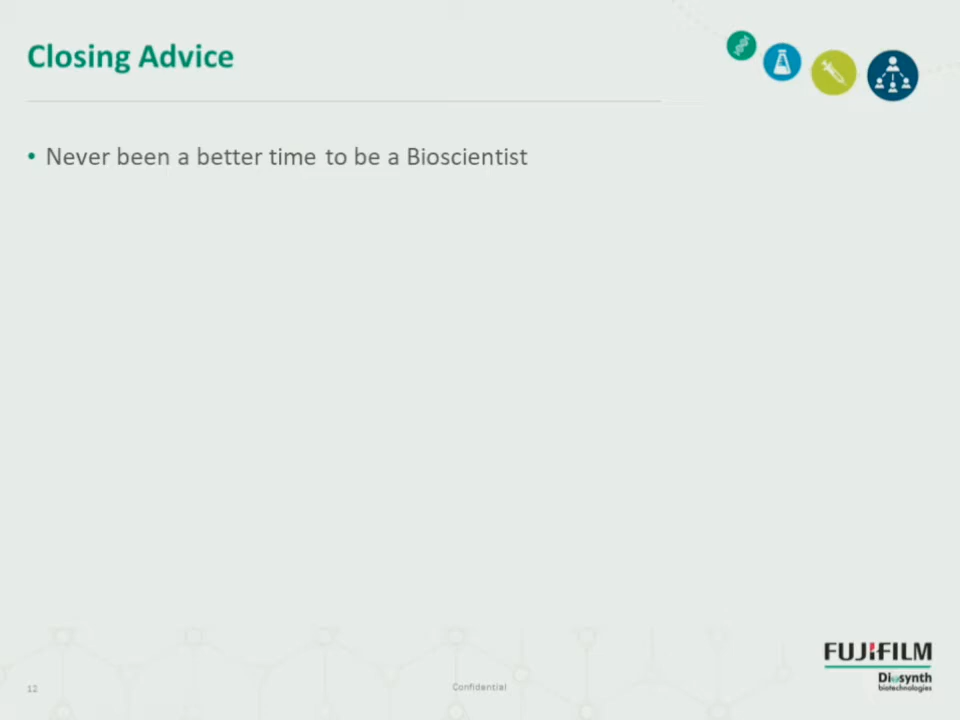 Closing Advice
• Never been a better time to be a Bioscientist
FUJIFILM
Diosynth
biotechnologies
12
Confidential